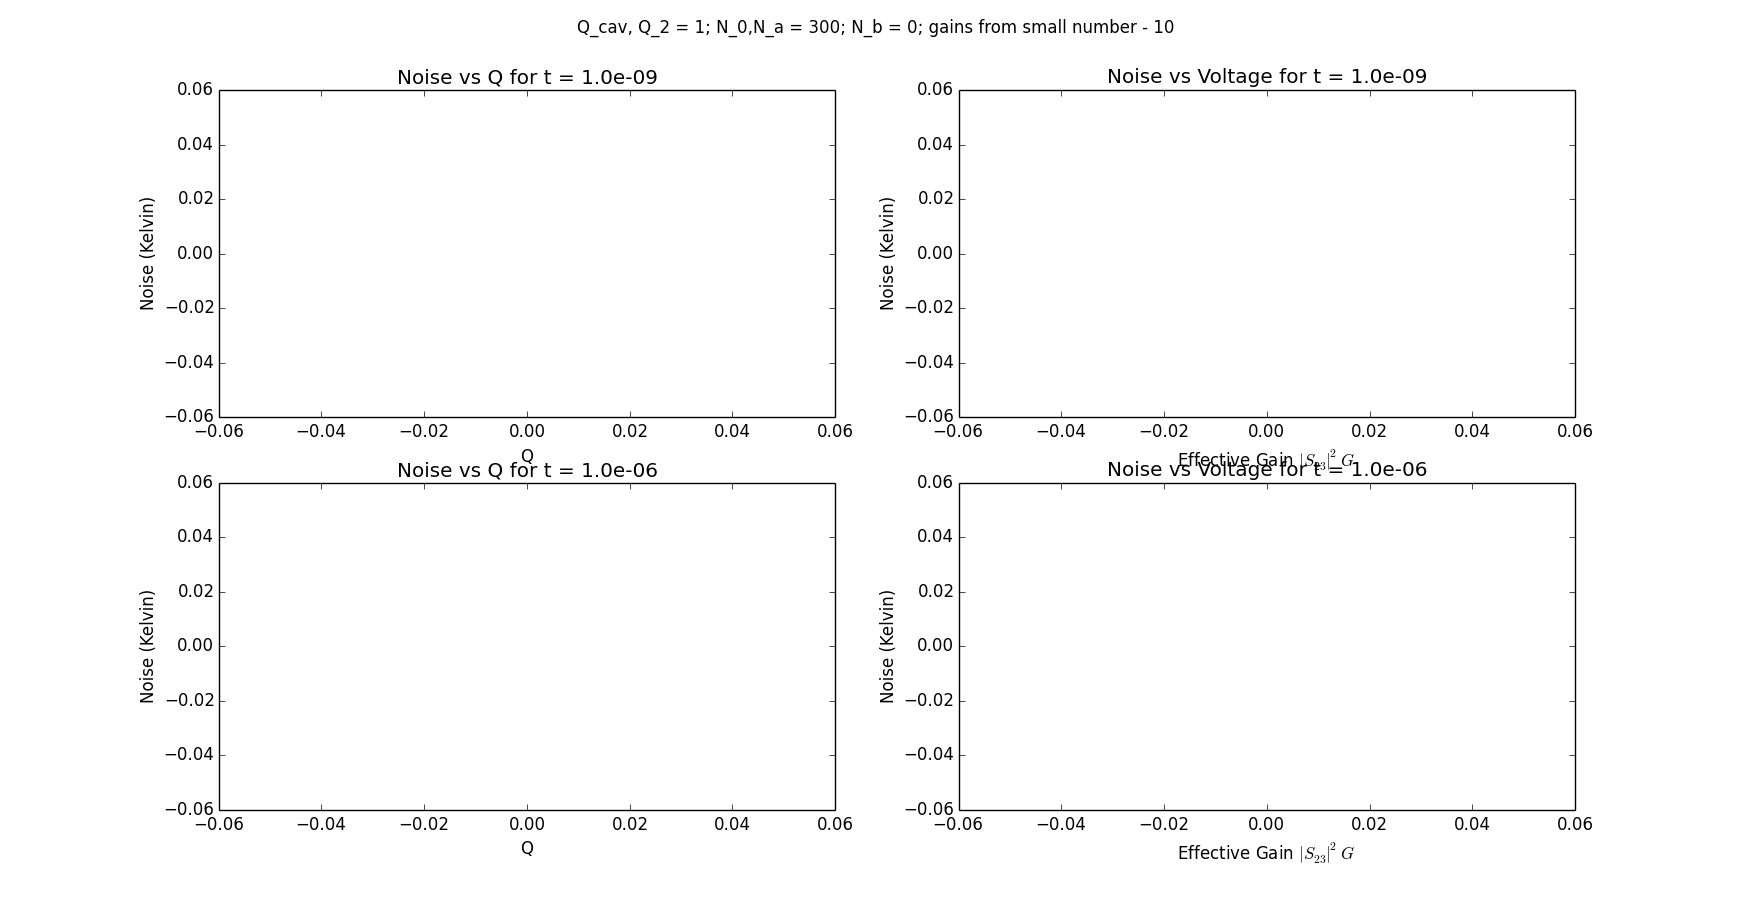 Q_cav, Q_2 = 1; N_0,N_a = 300; N_b = 0; gains from small number - 10
Noise vs Q for t = 1.0e-09
0.06
0.04
0.02
0.00
−0.02
−0.04
−0.06
Noise (Kelvin)
−0.06 −0.04 −0.02 0.00 0.02 0.04 0.06
Q
Noise vs Voltage for t = 1.0e-09
0.06
0.04
0.02
0.00
−0.02
−0.04
−0.06
Noise (Kelvin)
−0.06 −0.04 −0.02 0.00 0.02 0.04 0.06
Effective Gain |S₂₃|² G
Noise vs Q for t = 1.0e-06
0.06
0.04
0.02
0.00
−0.02
−0.04
−0.06
Noise (Kelvin)
−0.06 −0.04 −0.02 0.00 0.02 0.04 0.06
Q
Noise vs Voltage for t = 1.0e-06
0.06
0.04
0.02
0.00
−0.02
−0.04
−0.06
Noise (Kelvin)
−0.06 −0.04 −0.02 0.00 0.02 0.04 0.06
Effective Gain |S₂₃|² G